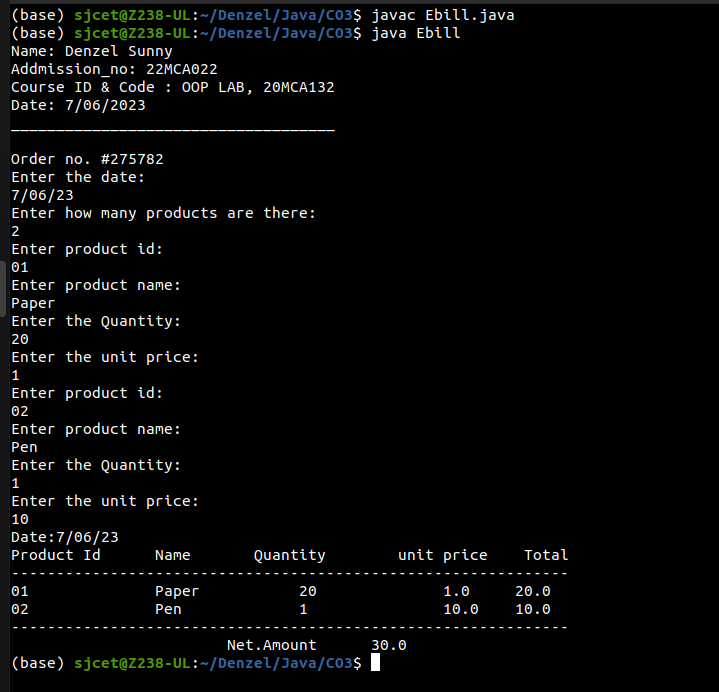 (base) sjcet@Z238-UL:~/Denzel/Java/CO3$ javac Ebill.java
(base) sjcet@Z238-UL:~/Denzel/Java/CO3$ java Ebill
Name: Denzel Sunny
Addmission_no: 22MCA022
Course ID & Code : OOP LAB, 20MCA132
Date: 7/06/2023
____________________________________
Order no. #275782
Enter the date:
7/06/23
Enter how many products are there:
2
Enter product id:
01
Enter product name:
Paper
Enter the Quantity:
20
Enter the unit price:
1
Enter product id:
02
Enter product name:
Pen
Enter the Quantity:
1
Enter the unit price:
10
Date:7/06/23
Product Id      Name       Quantity        unit price    Total
--------------------------------------------------------------
01              Paper           20              1.0     20.0
02              Pen             1               10.0    10.0
--------------------------------------------------------------
                        Net.Amount      30.0
(base) sjcet@Z238-UL:~/Denzel/Java/CO3$